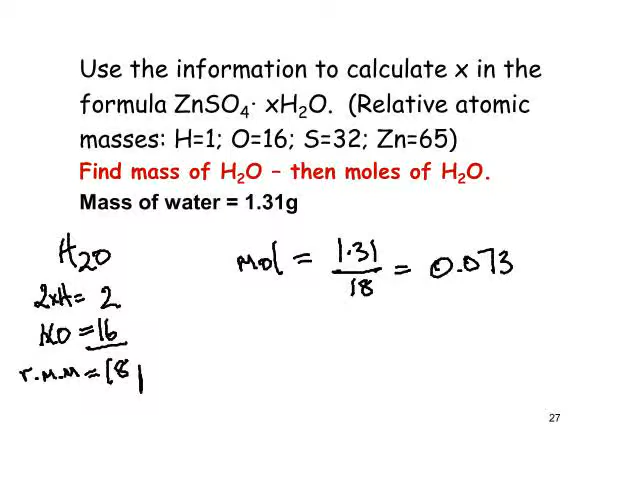 Use the information to calculate x in the
formula ZnSO₄· xH₂O. (Relative atomic
masses: H=1; O=16; S=32; Zn=65)
Find mass of H₂O – then moles of H₂O.
Mass of water = 1.31g
H₂O
2xH= 2
=16
r.m.m = 18
mol = 1.31
18
= 0.073
27